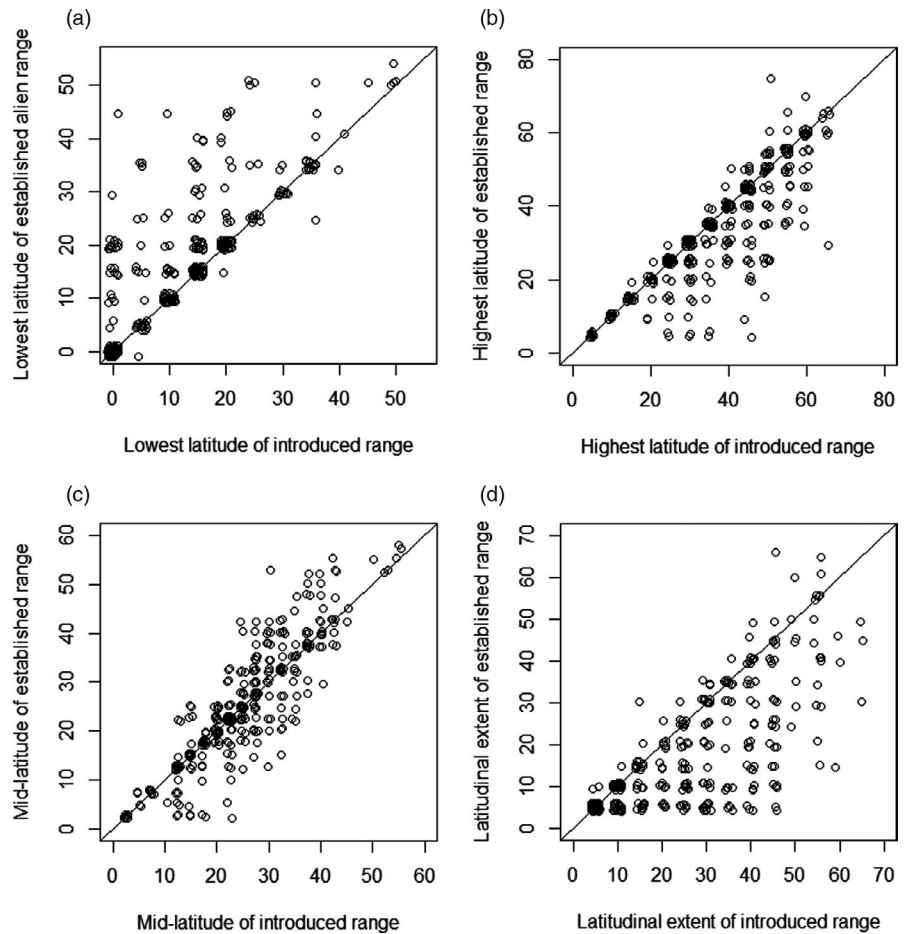 (a)
Lowest latitude of established alien range
50
40
30
20
10
0
0 10 20 30 40 50
Lowest latitude of introduced range
(b)
Highest latitude of established range
80
60
40
20
0
0 20 40 60 80
Highest latitude of introduced range
(c)
Mid-latitude of established range
60
50
40
30
20
10
0
0 10 20 30 40 50 60
Mid-latitude of introduced range
(d)
Latitudinal extent of established range
70
50
40
30
20
10
0
0 10 20 30 40 50 60 70
Latitudinal extent of introduced range